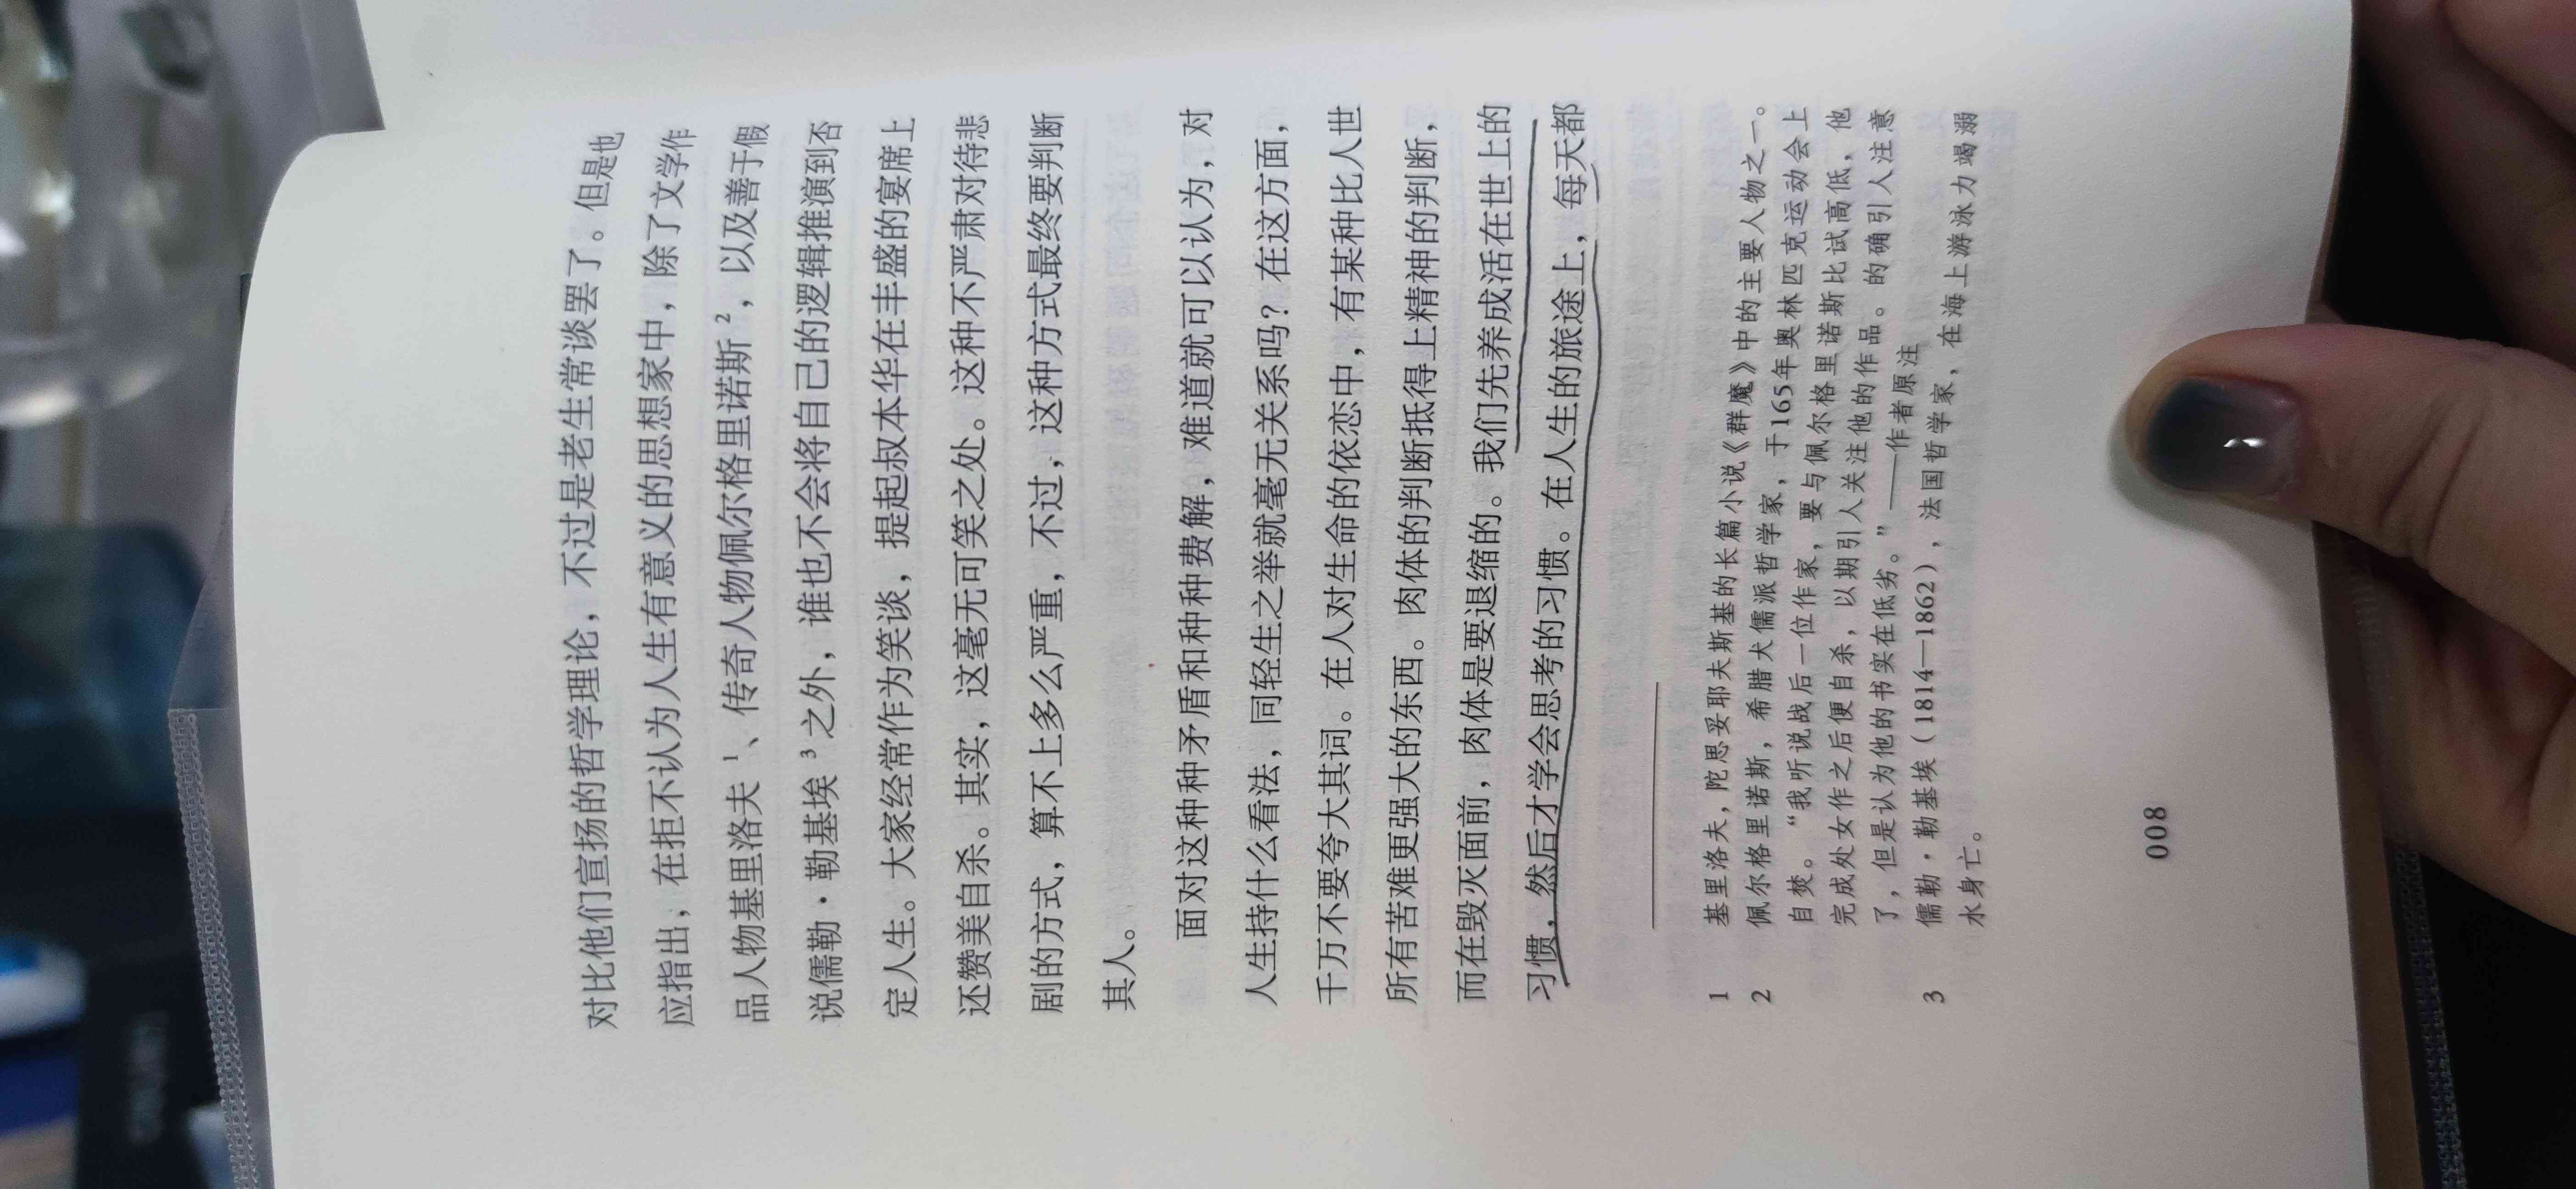 对比他们宣扬的哲学理论，不过是老生常谈罢了。但是也
应指出，在拒不认为人生有意义的思想家中，除了文学作
品人物基里洛夫1、传奇人物佩尔格里诺斯2，以及善于假
说儒勒·勒基埃3之外，谁也不会将自己的逻辑推演到否
定人生。大家经常作为笑谈，提起叔本华在丰盛的宴席上
还赞美自杀。其实，这毫无可笑之处。这种不严肃对待悲
剧的方式，算不上多么严重，不过，这种方式最终要判断
其人。
面对这种种矛盾和种种费解，难道就可以认为，对
人生持什么看法，同轻生之举就毫无关系吗？在这方面，
千万不要夸大其词。在人对生命的依恋中，有某种比人世
所有苦难更强大的东西。肉体的判断抵得上精神的判断，
而在毁灭面前，肉体是要退缩的。我们先养成活在世上的
习惯，然后才学会思考的习惯。在人生的旅途上，每天都
1 基里洛夫，陀思妥耶夫斯基的长篇小说《群魔》中的主要人物之一。
2 佩尔格里诺斯，希腊犬儒派哲学家，于165年奥林匹克运动会上
自焚。“我听说战后一位作家，要与佩尔格里诺斯比试高低，他
完成处女作之后便自杀，以期引人关注他的作品。的确引人注意
了，但是认为他的书实在低劣。”——作者原注
3 儒勒·勒基埃（1814—1862），法国哲学家，在海上游泳力竭溺
水身亡。
008